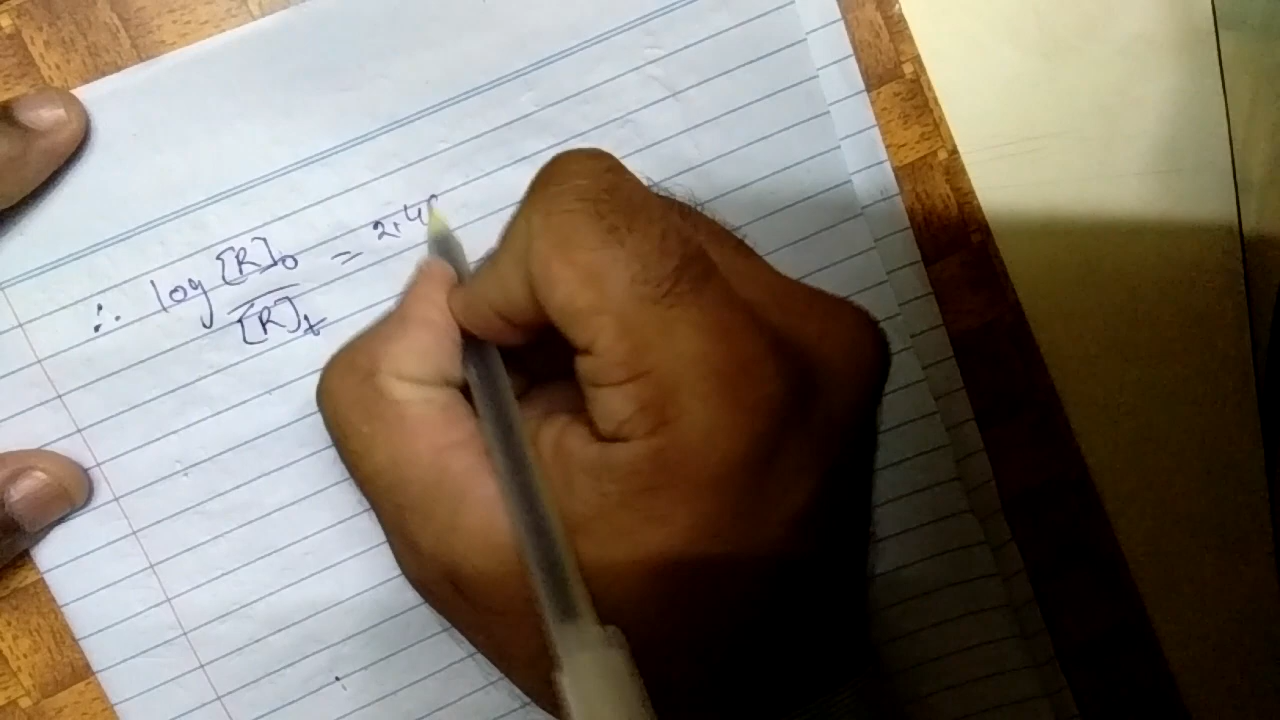 ∴ log [R]₀ / [R]t = 2.4